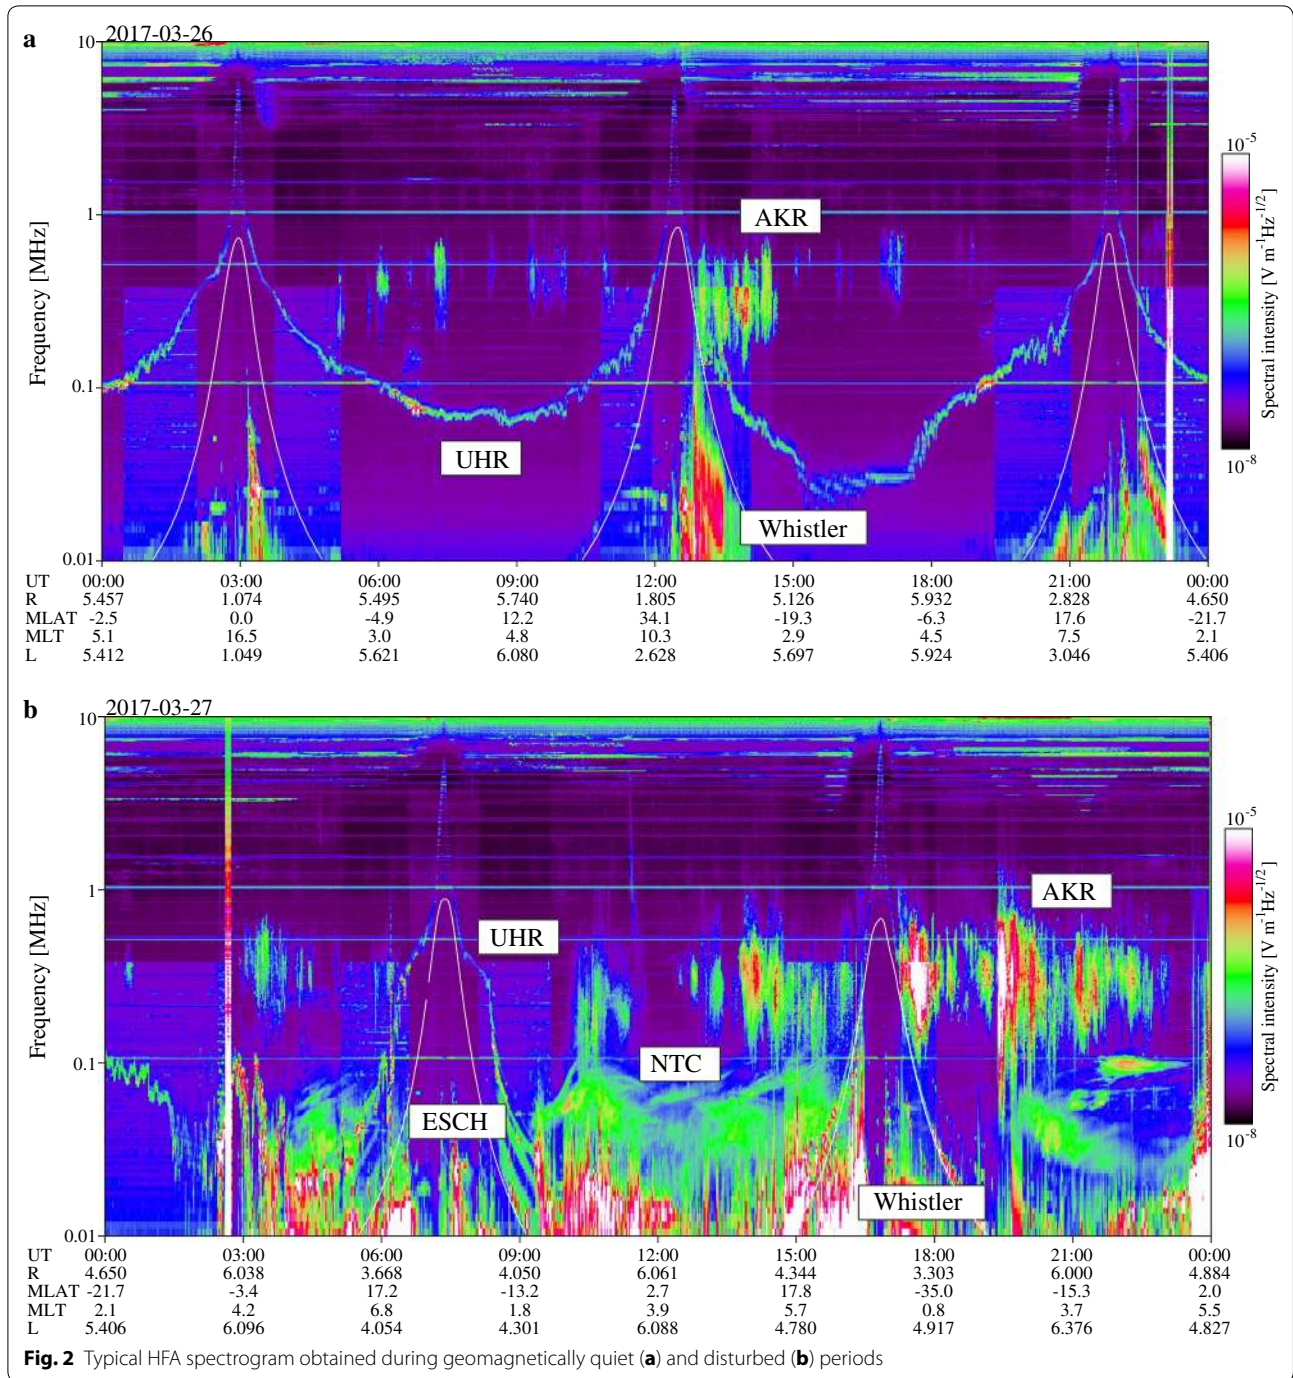 a
2017-03-26
10
1
0.1
0.01
Frequency [MHz]
AKR
UHR
Whistler
10-5
10-8
Spectral intensity [V m-1Hz-1/2]
UT 00:00 03:00 06:00 09:00 12:00 15:00 18:00 21:00 00:00
R 5.457 1.074 5.495 5.740 1.805 5.126 5.932 2.828 4.650
MLAT -2.5 0.0 -4.9 12.2 34.1 -19.3 -6.3 17.6 -21.7
MLT 5.1 16.5 3.0 4.8 10.3 2.9 4.5 7.5 2.1
L 5.412 1.049 5.621 6.080 2.628 5.697 5.924 3.046 5.406
b
2017-03-27
10
1
0.1
0.01
Frequency [MHz]
AKR
UHR
NTC
ESCH
Whistler
10-5
10-8
Spectral intensity [V m-1Hz-1/2]
UT 00:00 03:00 06:00 09:00 12:00 15:00 18:00 21:00 00:00
R 4.650 6.038 3.668 4.050 6.061 4.344 3.303 6.000 4.884
MLAT -21.7 -3.4 17.2 -13.2 2.7 17.8 -35.0 -15.3 2.0
MLT 2.1 4.2 6.8 1.8 3.9 5.7 0.8 3.7 5.5
L 5.406 6.096 4.054 4.301 6.088 4.780 4.917 6.376 4.827
Fig. 2 Typical HFA spectrogram obtained during geomagnetically quiet (a) and disturbed (b) periods